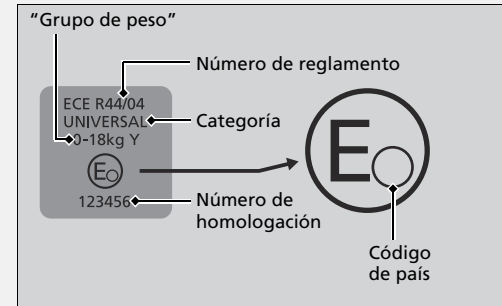 “Grupo de peso”
Número de reglamento
ECE R44/04
UNIVERSAL
0-18kg Y
E
123456
Categoría
Número de
homologación
E
Código
de país